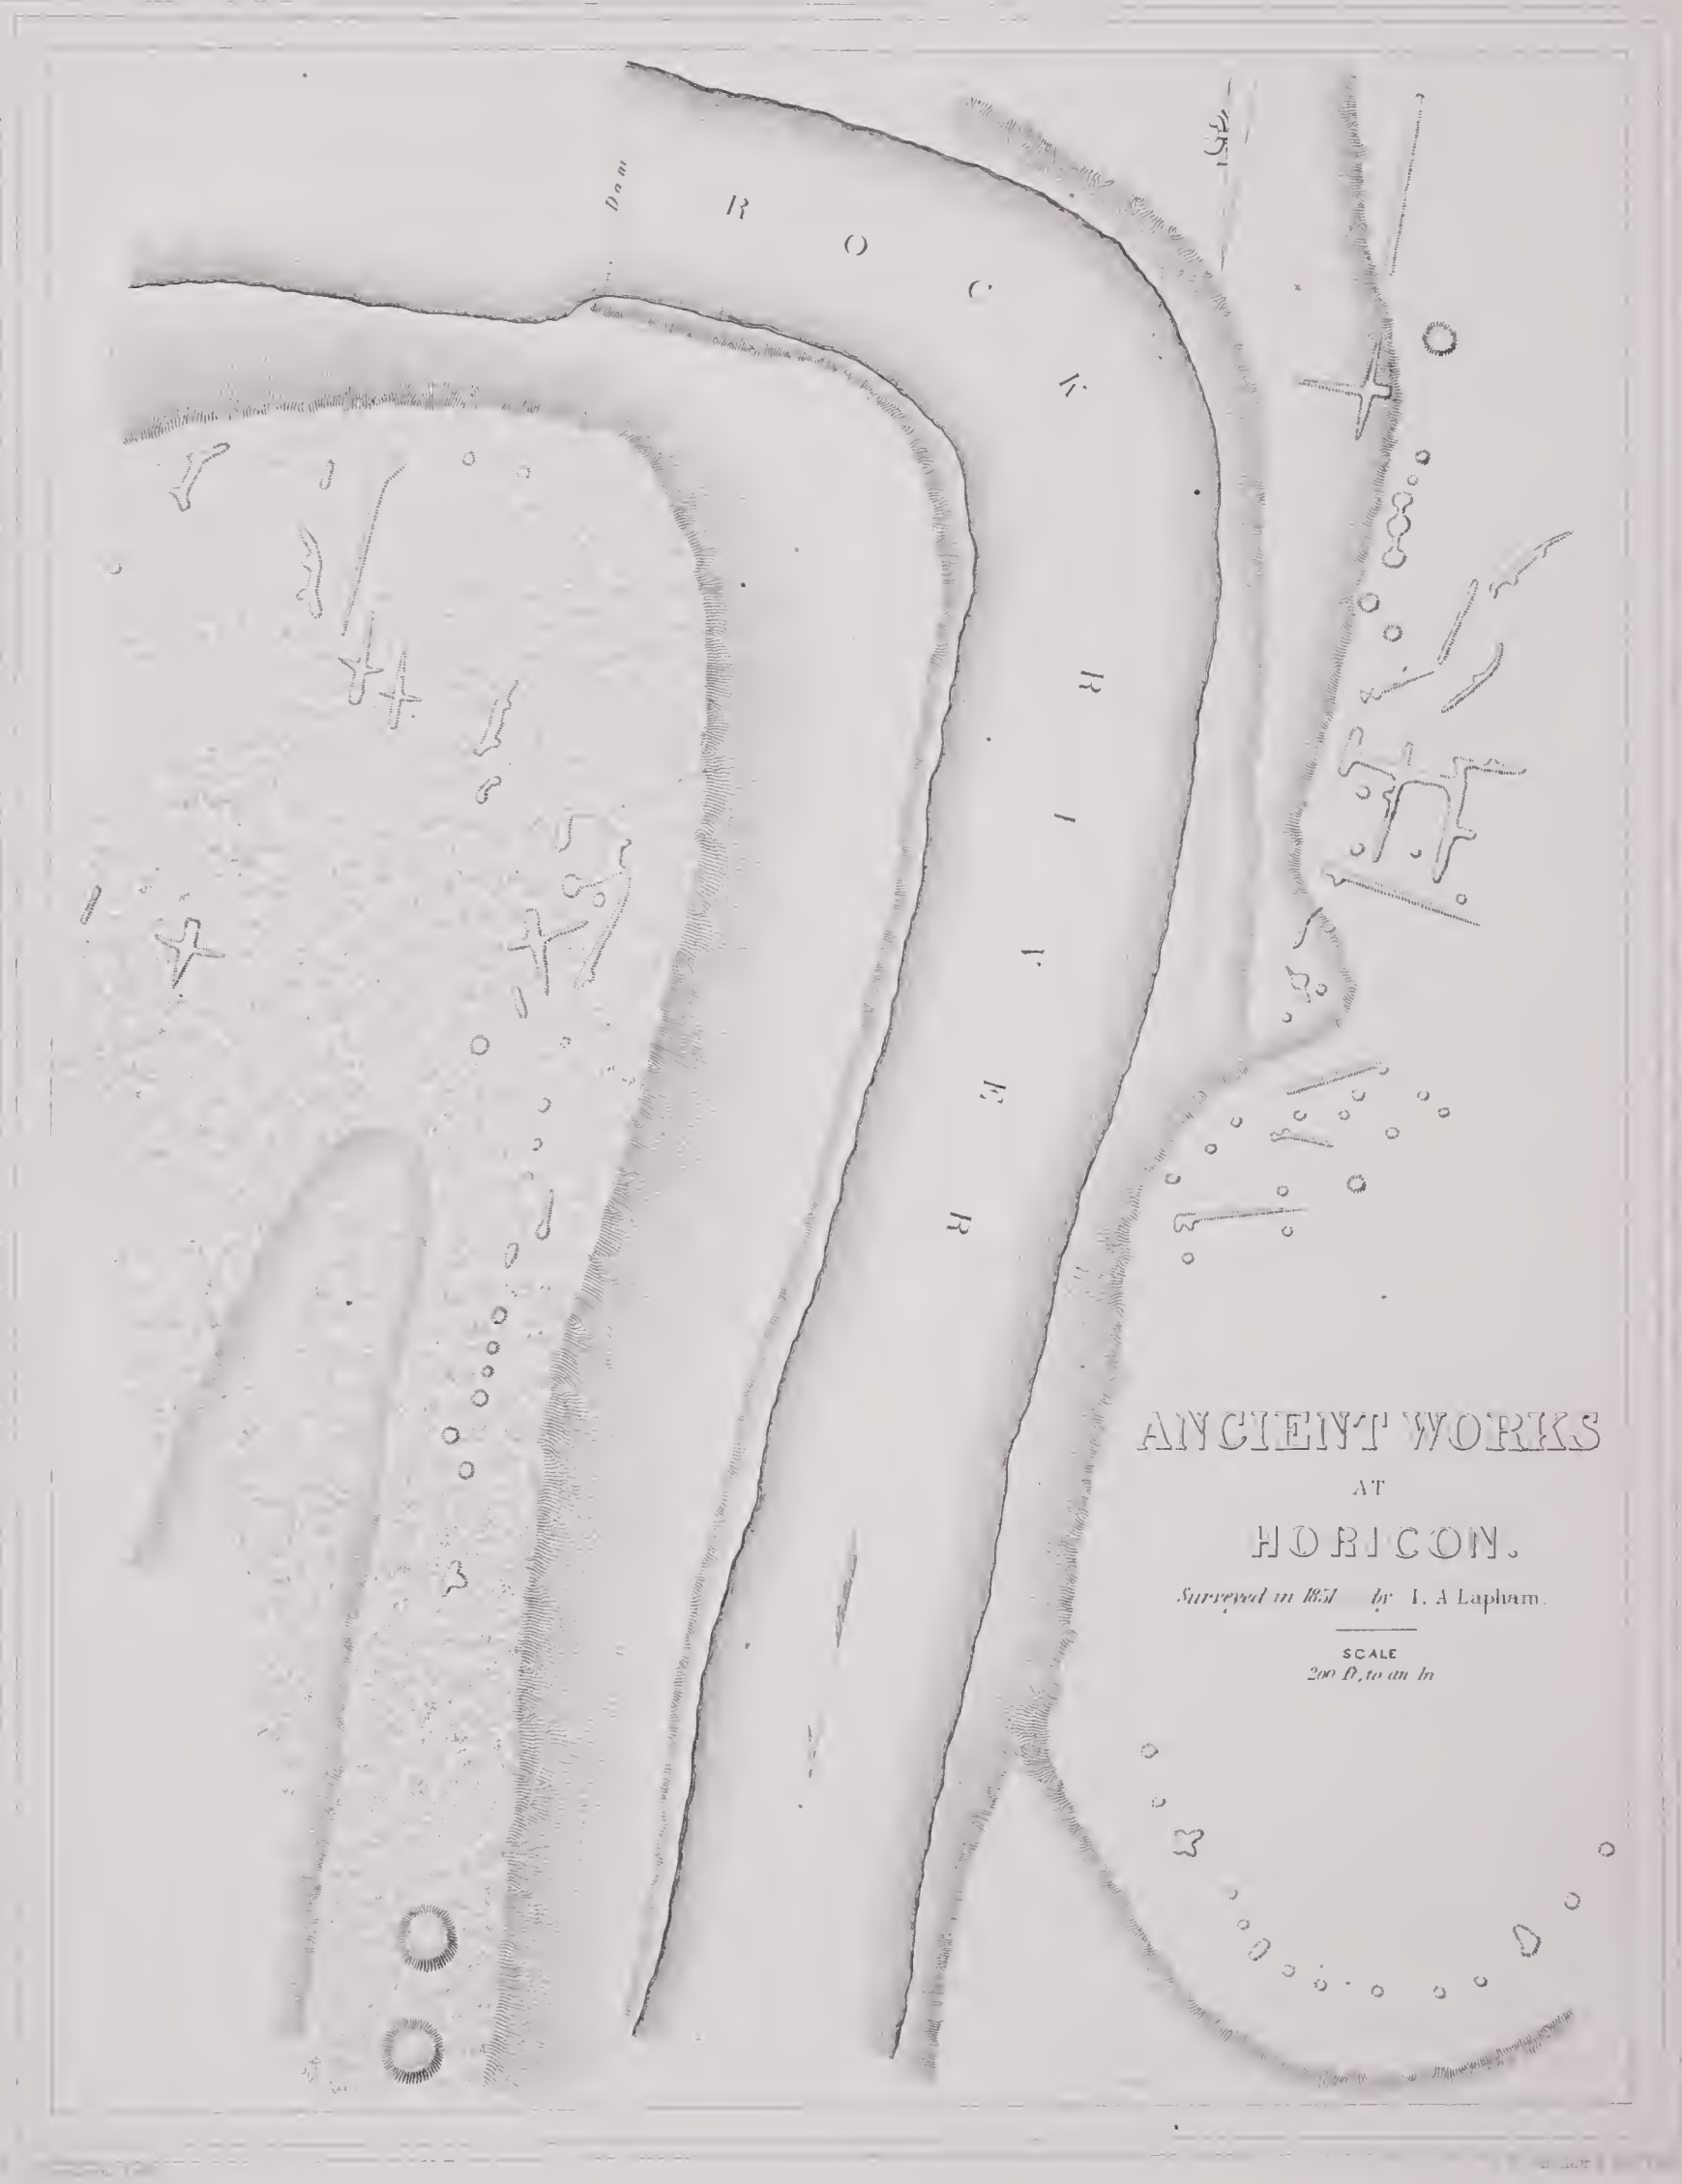 Dam
ROCK RIVER
ANCIENT WORKS
AT
HORICON.
Surveyed in 1851 by I. A Lapham.
SCALE
200 ft, to an In